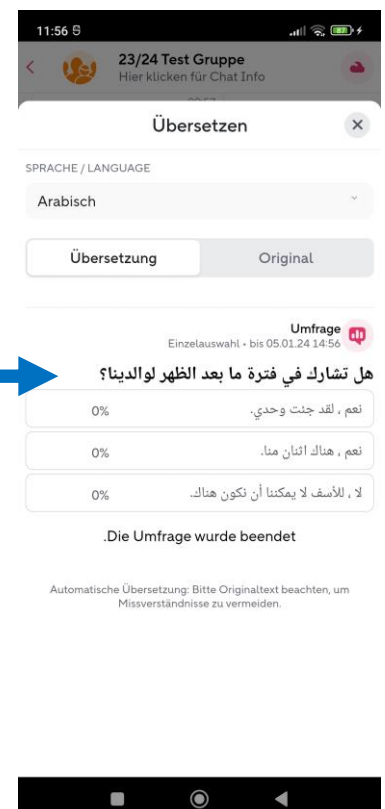 11:56
87
23/24 Test Gruppe
Hier klicken für Chat Info
Übersetzen
SPRACHE / LANGUAGE
Arabisch
Übersetzung Original
Umfrage
Einzelauswahl • bis 05.01.24 14:56
هل تشارك في فترة ما بعد الظهر لوالدينا؟
نعم ، لقد جئت وحدي. 0%
نعم ، هناك اثنان منا. 0%
لا ، للأسف لا يمكننا أن نكون هناك. 0%
.Die Umfrage wurde beendet
Automatische Übersetzung: Bitte Originaltext beachten, um
Missverständnisse zu vermeiden.